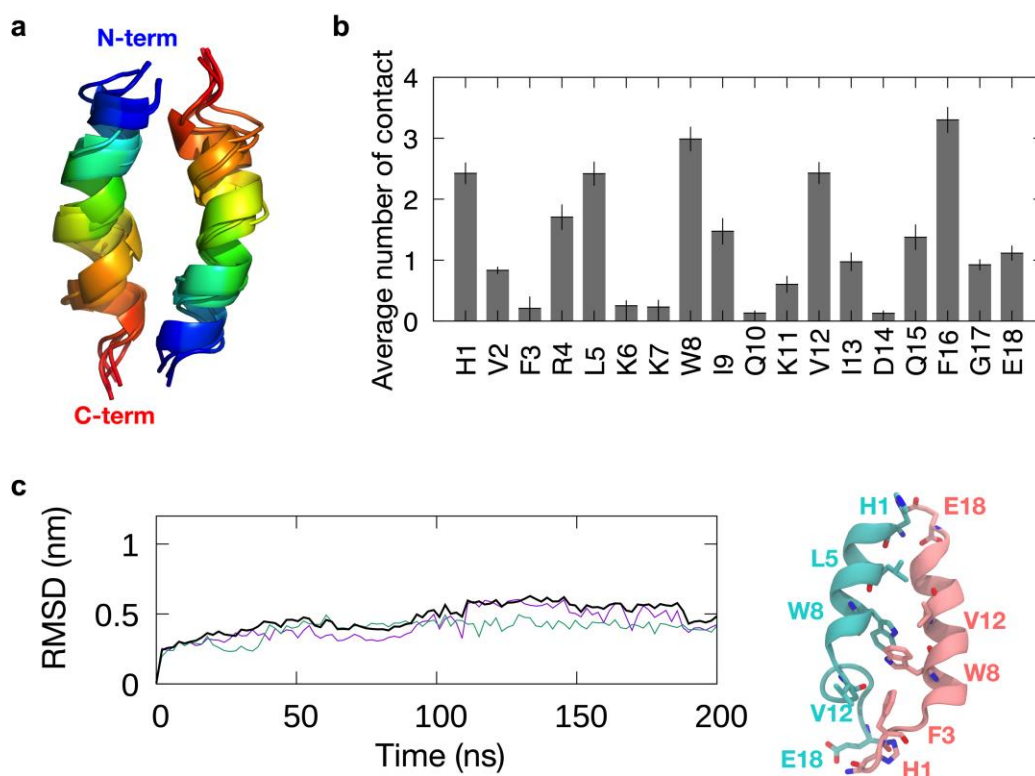 a
N-term
C-term
b
Average number of contact
4
3
2
1
0
H1
V2
F3
R4
L5
K6
K7
W8
I9
Q10
K11
V12
I13
D14
Q15
F16
G17
E18
c
RMSD (nm)
1
0.5
0
0
50
100
150
200
Time (ns)
H1
E18
L5
W8
V12
W8
V12
F3
E18
H1